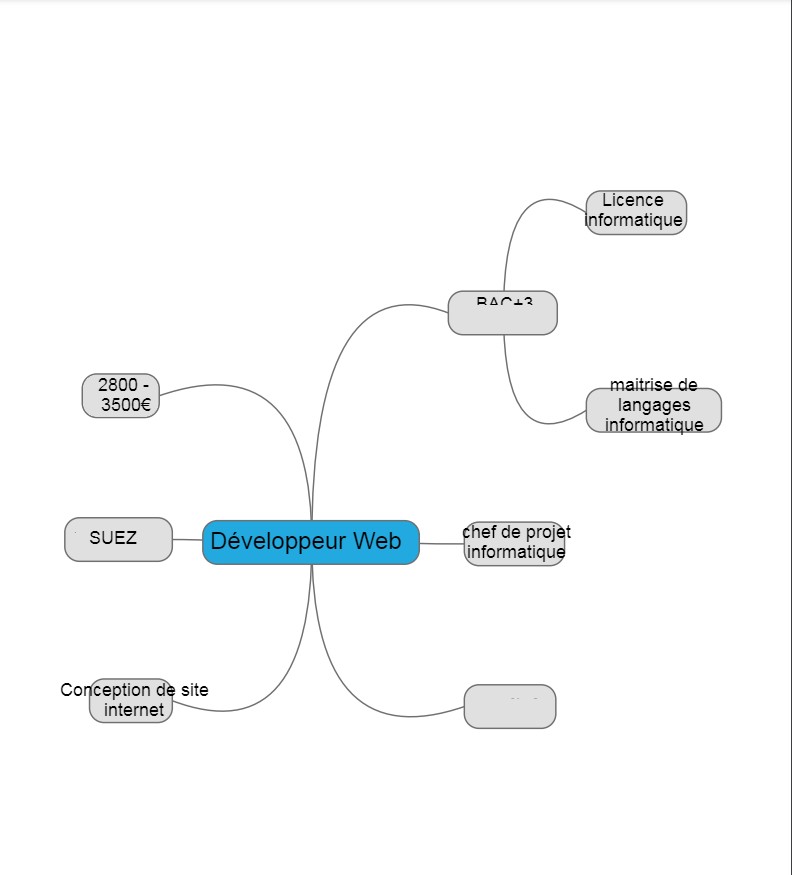 Licence
informatique
BAC+3
maitrise de
langages
informatique
2800 -
3500€
SUEZ
Développeur Web
chef de projet
informatique
Conception de site
internet